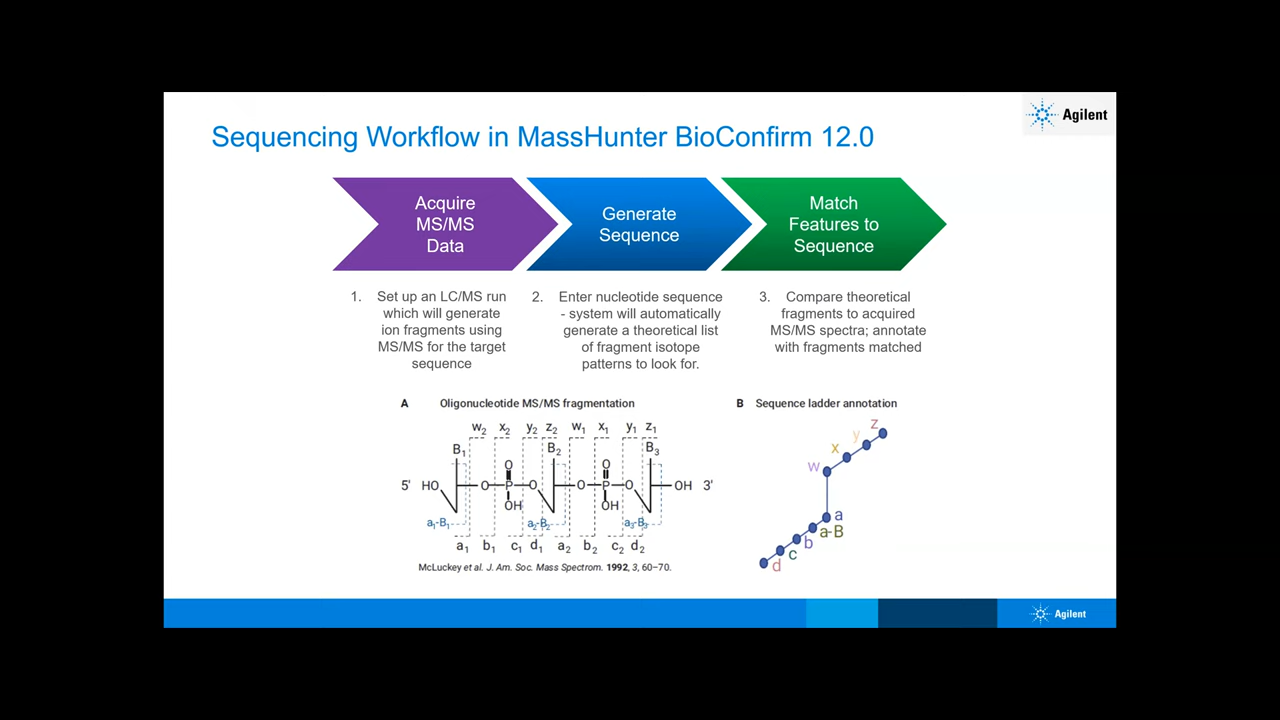 Agilent
Sequencing Workflow in MassHunter BioConfirm 12.0
Acquire
MS/MS
Data
Generate
Sequence
Match
Features to
Sequence
1. Set up an LC/MS run
which will generate
ion fragments using
MS/MS for the target
sequence
2. Enter nucleotide sequence
- system will automatically
generate a theoretical list
of fragment isotope
patterns to look for.
3. Compare theoretical
fragments to acquired
MS/MS spectra; annotate
with fragments matched
A Oligonucleotide MS/MS fragmentation
w₂ x₂ y₂ z₂ w₁ x₁ y₁ z₁
B₁ B₂ B₃
O O
5' HO O P O O P O OH 3'
OH OH
a₁-B₁ a₂-B₂ a₃-B₃
a₁ b₁ c₁ d₁ a₂ b₂ c₂ d₂
McLuckey et al. J. Am. Soc. Mass Spectrom. 1992, 3, 60–70.
B Sequence ladder annotation
z
y
x
w
a
a-B
b
c
d
Agilent